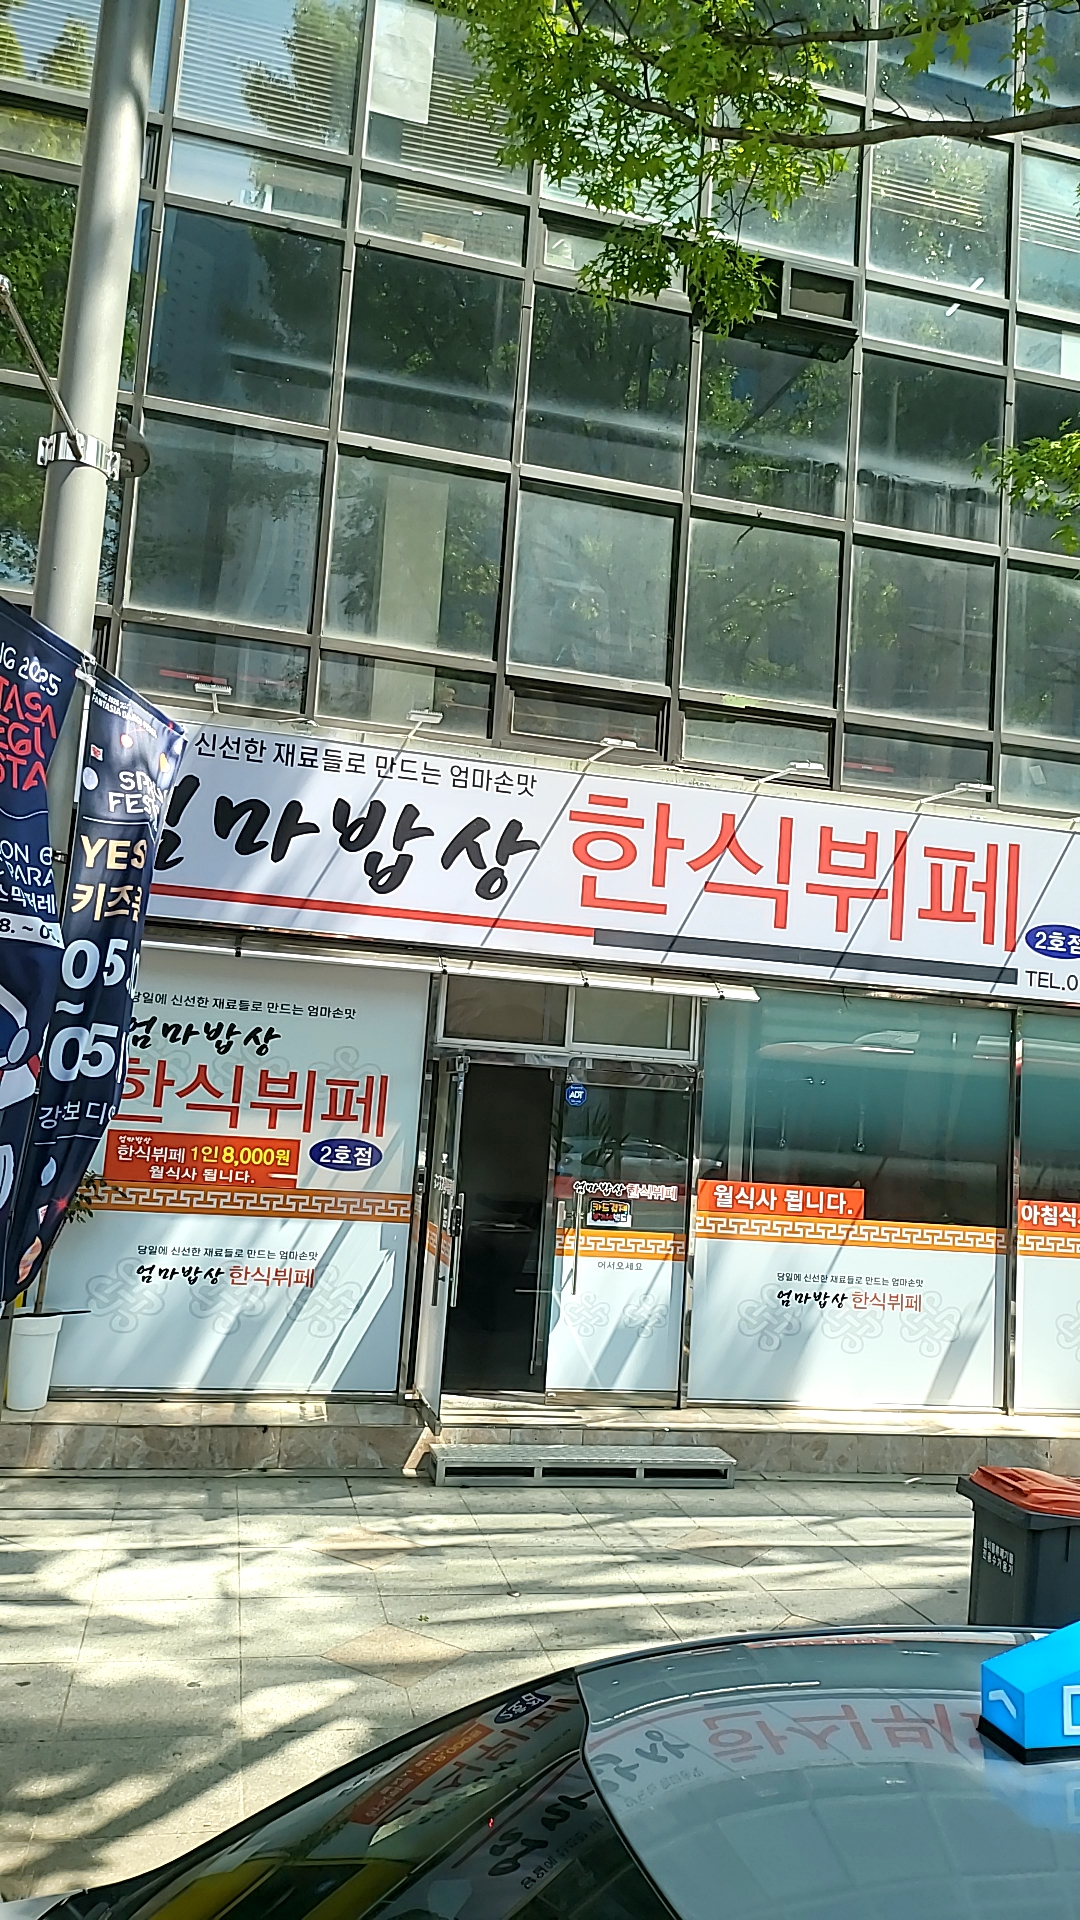 신선한 재료들로 만드는 엄마손맛
엄마밥상 한식뷔페
2호점
TEL.0
당일에 신선한 재료들로 만드는 엄마손맛
엄마밥상
한식뷔페
엄마밥상
한식뷔페 1인 8,000원
월식사 됩니다.
2호점
당일에 신선한 재료들로 만드는 엄마손맛
엄마밥상 한식뷔페
ADT
엄마밥상 한식뷔페
어서오세요
월식사 됩니다.
당일에 신선한 재료들로 만드는 엄마손맛
엄마밥상 한식뷔페
아침식
2025
YES
키즈
05
~
05